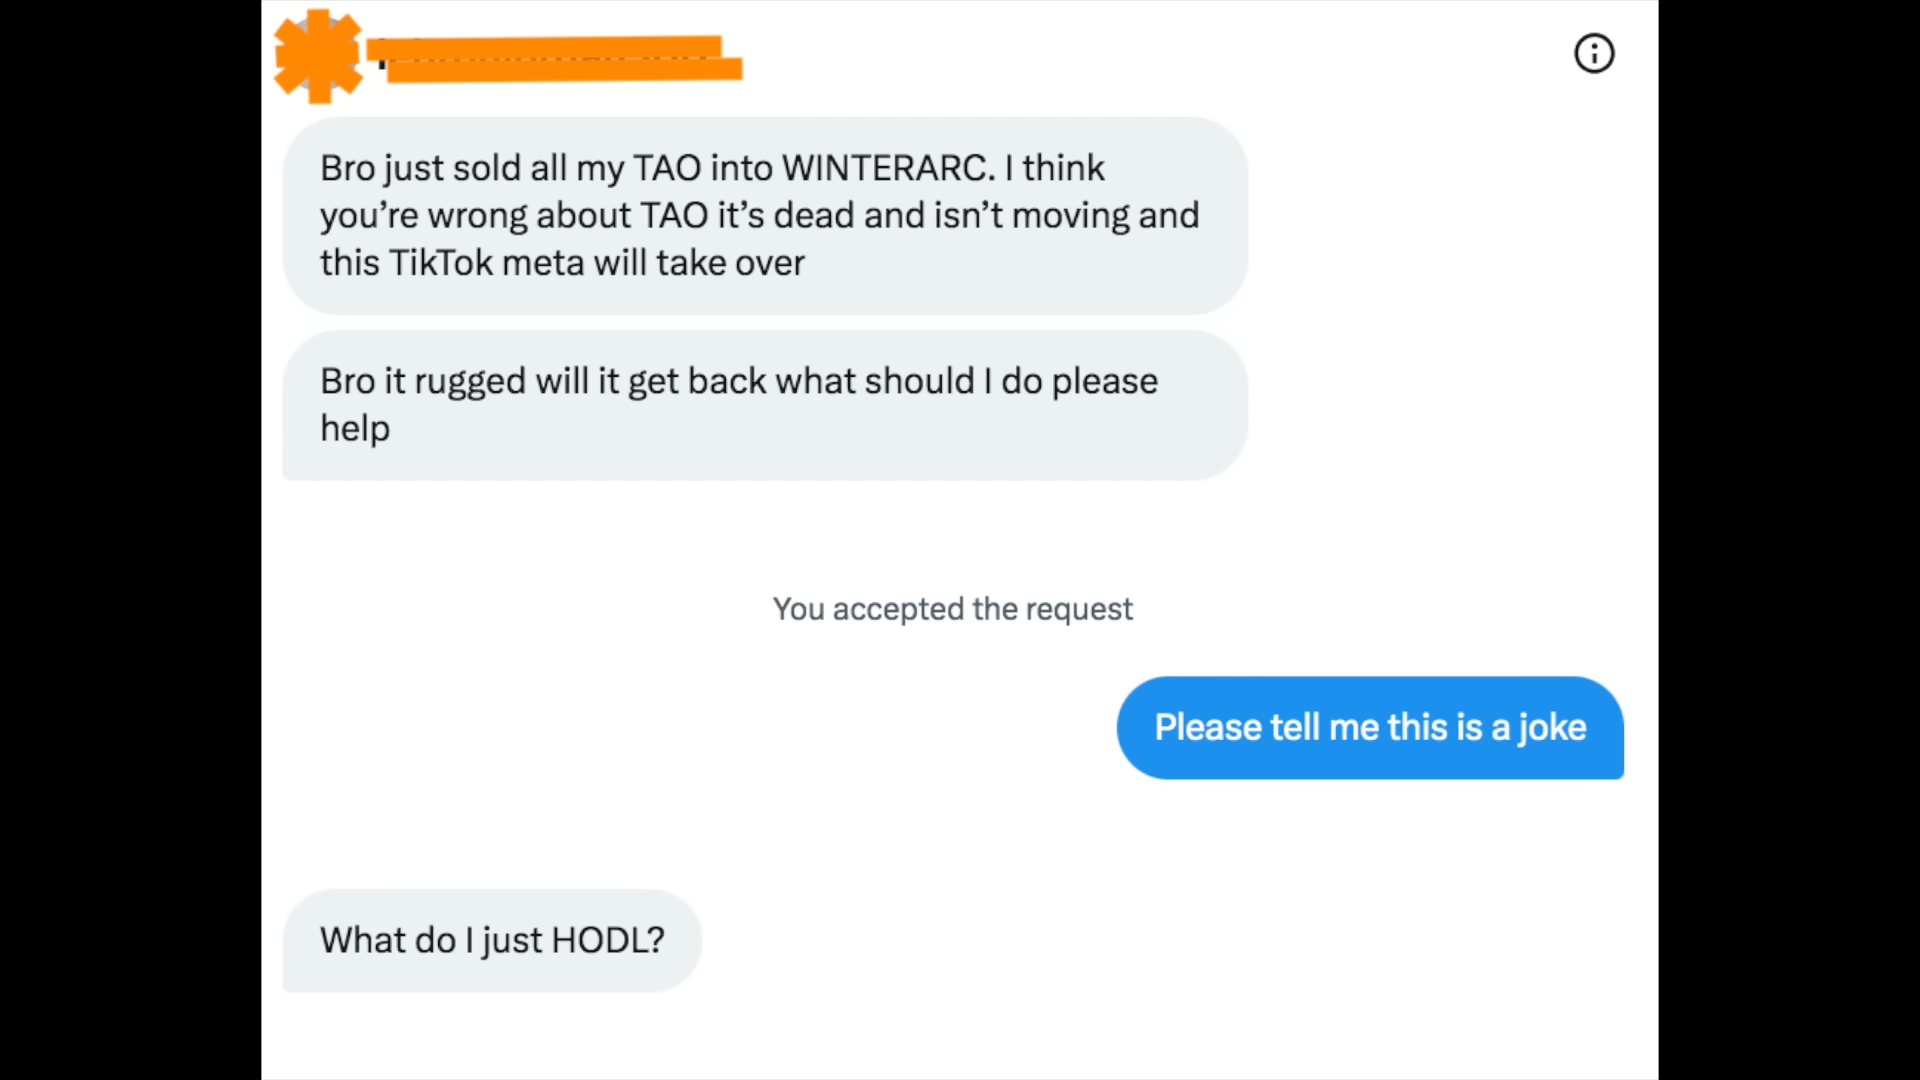 Bro just sold all my TAO into WINTERARC. I think
you’re wrong about TAO it’s dead and isn’t moving and
this TikTok meta will take over
Bro it rugged will it get back what should I do please
help
You accepted the request
Please tell me this is a joke
What do I just HODL?